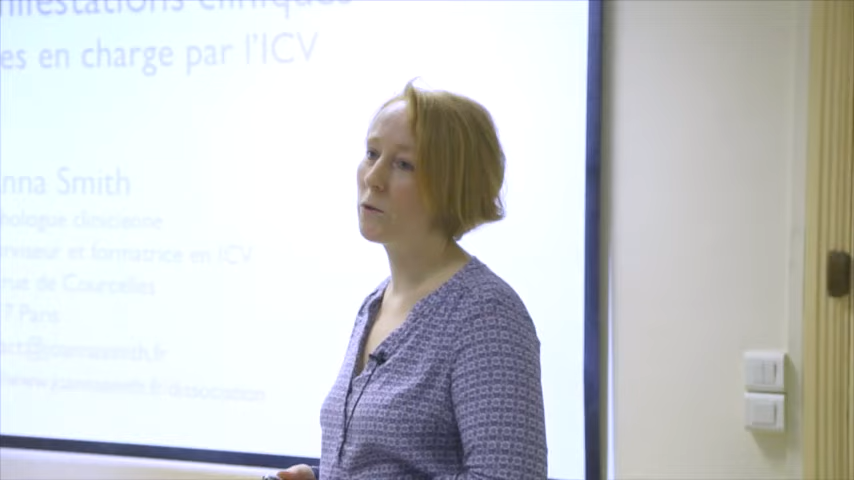 nifestations cliniques
es en charge par l'ICV
nna Smith
hologue clinicienne
rviseur et formatrice en ICV
rue de Courcelles
7 Paris